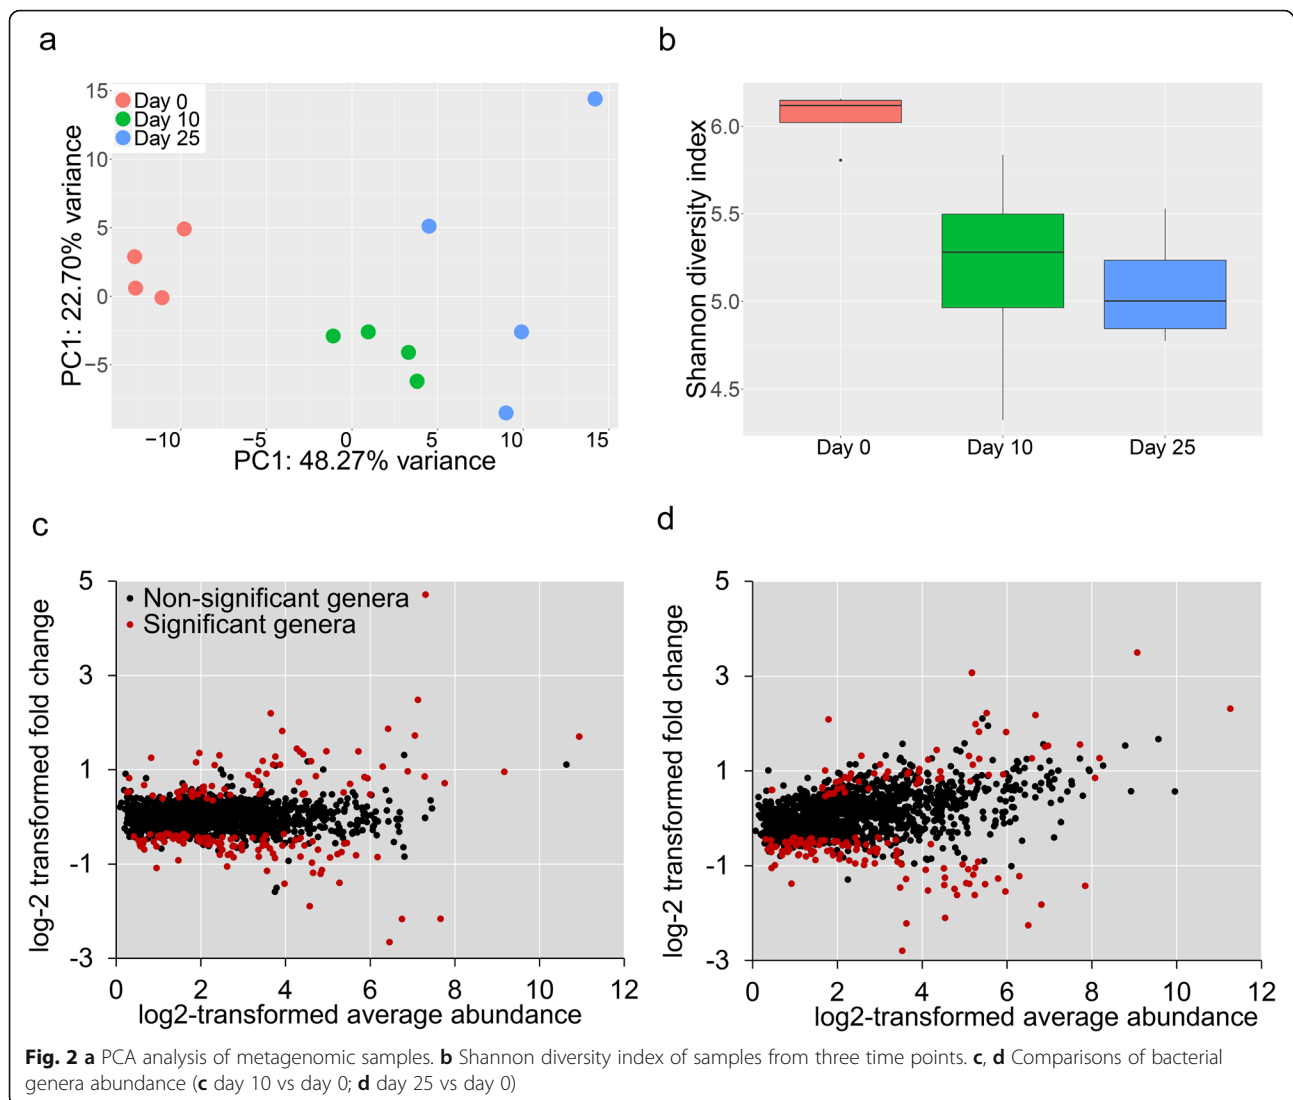 a
15
10
5
0
−5
PC1: 22.70% variance
Day 0
Day 10
Day 25
−10 −5 0 5 10 15
PC1: 48.27% variance
b
6.0
5.5
5.0
4.5
Shannon diversity index
Day 0 Day 10 Day 25
c
5
3
1
-1
-3
log-2 transformed fold change
Non-significant genera
Significant genera
0 2 4 6 8 10 12
log2-transformed average abundance
d
5
3
1
-1
-3
log-2 transformed fold change
0 2 4 6 8 10 12
log2-transformed average abundance
Fig. 2 a PCA analysis of metagenomic samples. b Shannon diversity index of samples from three time points. c, d Comparisons of bacterial
genera abundance (c day 10 vs day 0; d day 25 vs day 0)